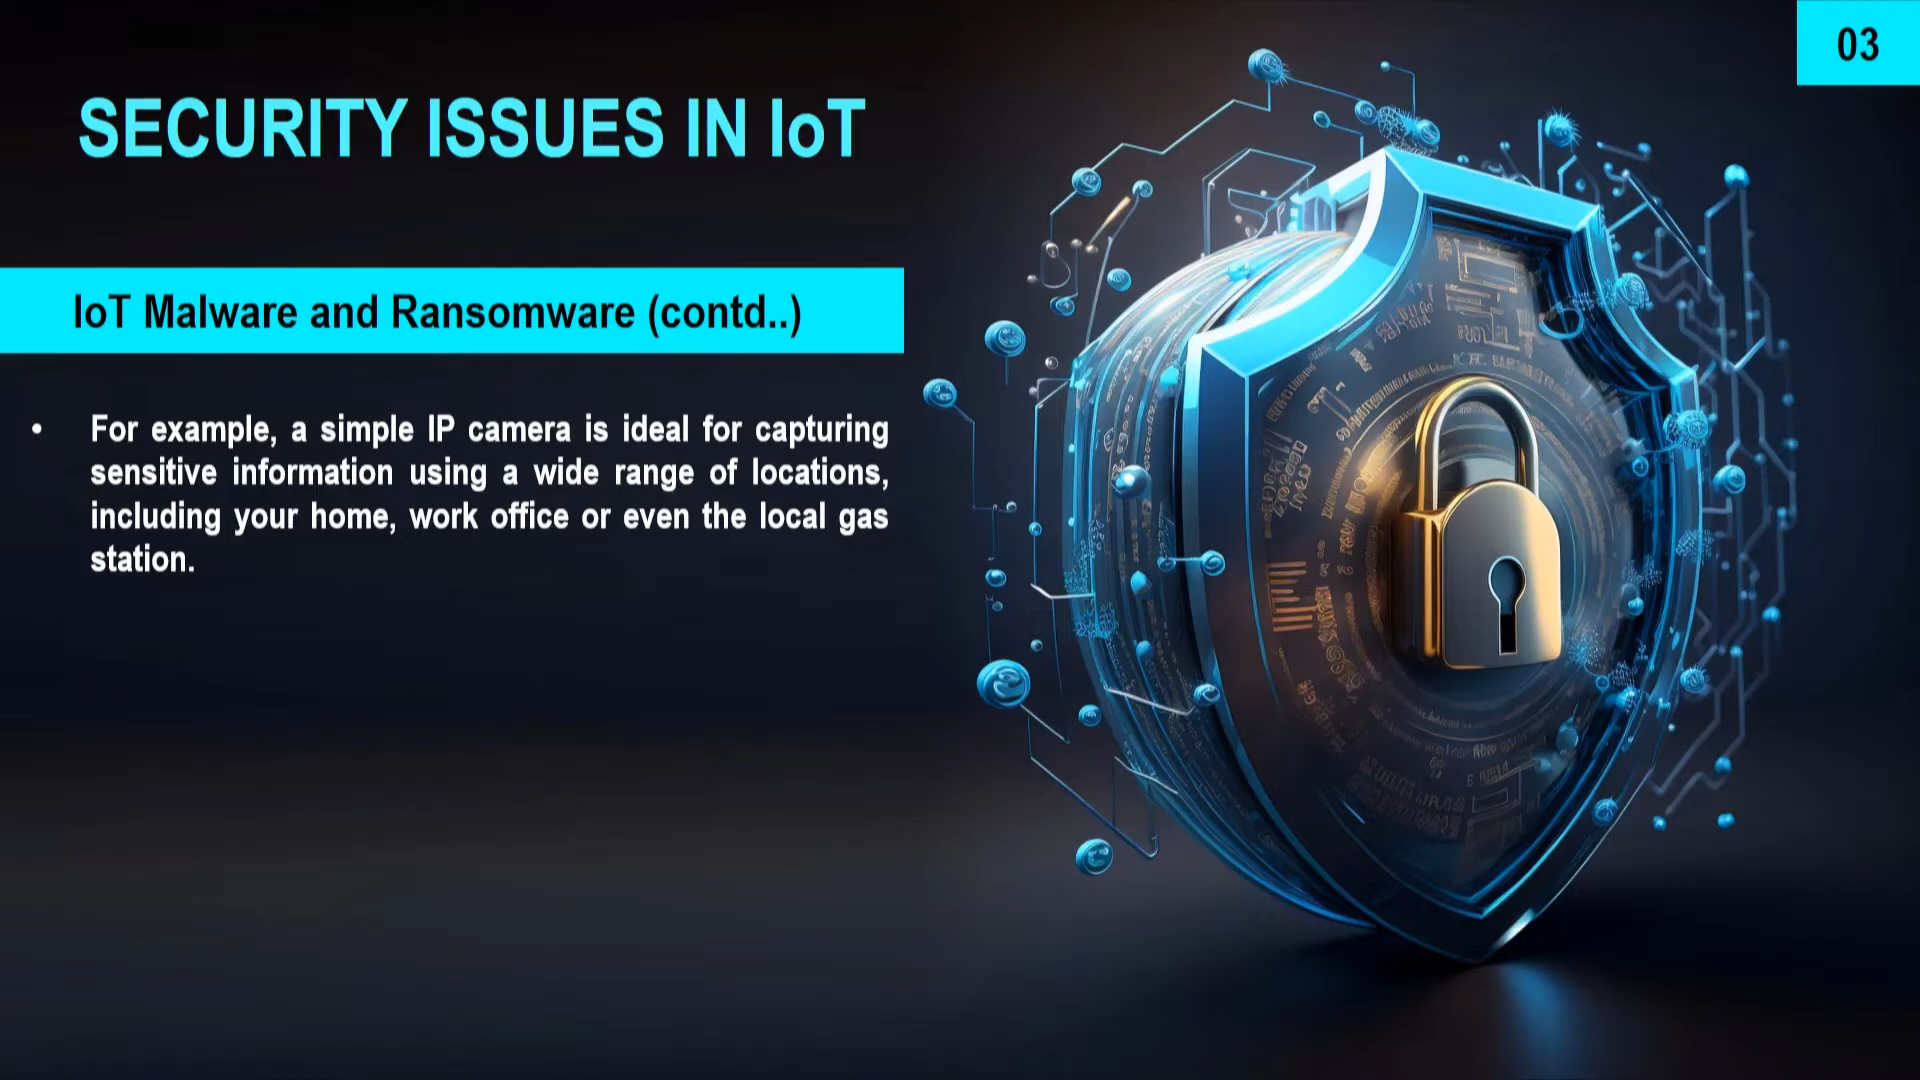 03
SECURITY ISSUES IN IoT
IoT Malware and Ransomware (contd..)
• For example, a simple IP camera is ideal for capturing
sensitive information using a wide range of locations,
including your home, work office or even the local gas
station.